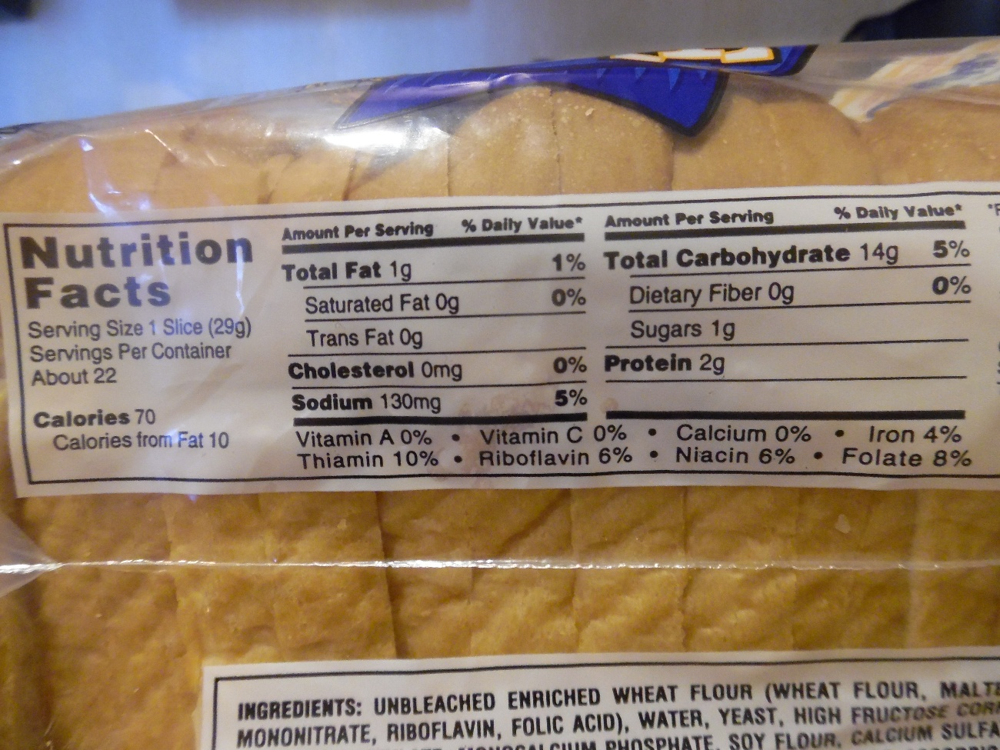 Nutrition
Facts
Serving Size 1 Slice (29g)
Servings Per Container
About 22
Calories 70
Calories from Fat 10
Amount Per Serving % Daily Value*
Total Fat 1g 1%
Saturated Fat 0g 0%
Trans Fat 0g
Cholesterol 0mg 0%
Sodium 130mg 5%
Amount Per Serving % Daily Value*
Total Carbohydrate 14g 5%
Dietary Fiber 0g 0%
Sugars 1g
Protein 2g
Vitamin A 0% • Vitamin C 0% • Calcium 0% • Iron 4%
Thiamin 10% • Riboflavin 6% • Niacin 6% • Folate 8%
INGREDIENTS: UNBLEACHED ENRICHED WHEAT FLOUR (WHEAT FLOUR, MALTE
MONONITRATE, RIBOFLAVIN, FOLIC ACID), WATER, YEAST, HIGH FRUCTOSE COR
MONOCALCIUM PHOSPHATE, SOY FLOUR, CALCIUM SULFA